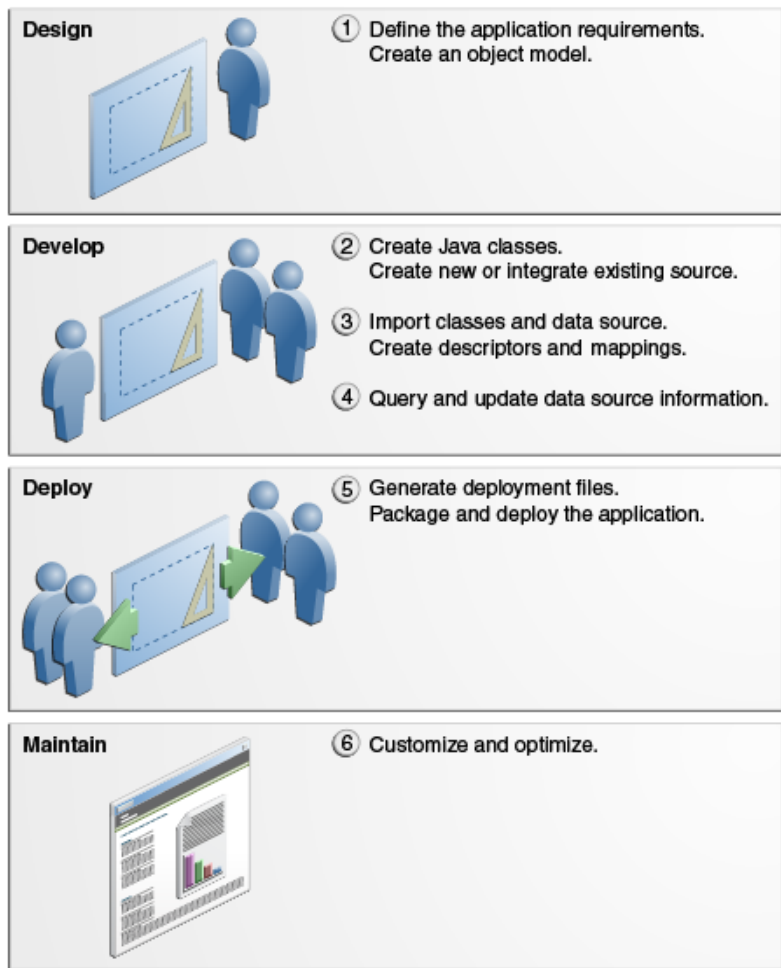 Design
1 Define the application requirements.
Create an object model.
Develop
2 Create Java classes.
Create new or integrate existing source.
3 Import classes and data source.
Create descriptors and mappings.
4 Query and update data source information.
Deploy
5 Generate deployment files.
Package and deploy the application.
Maintain
6 Customize and optimize.